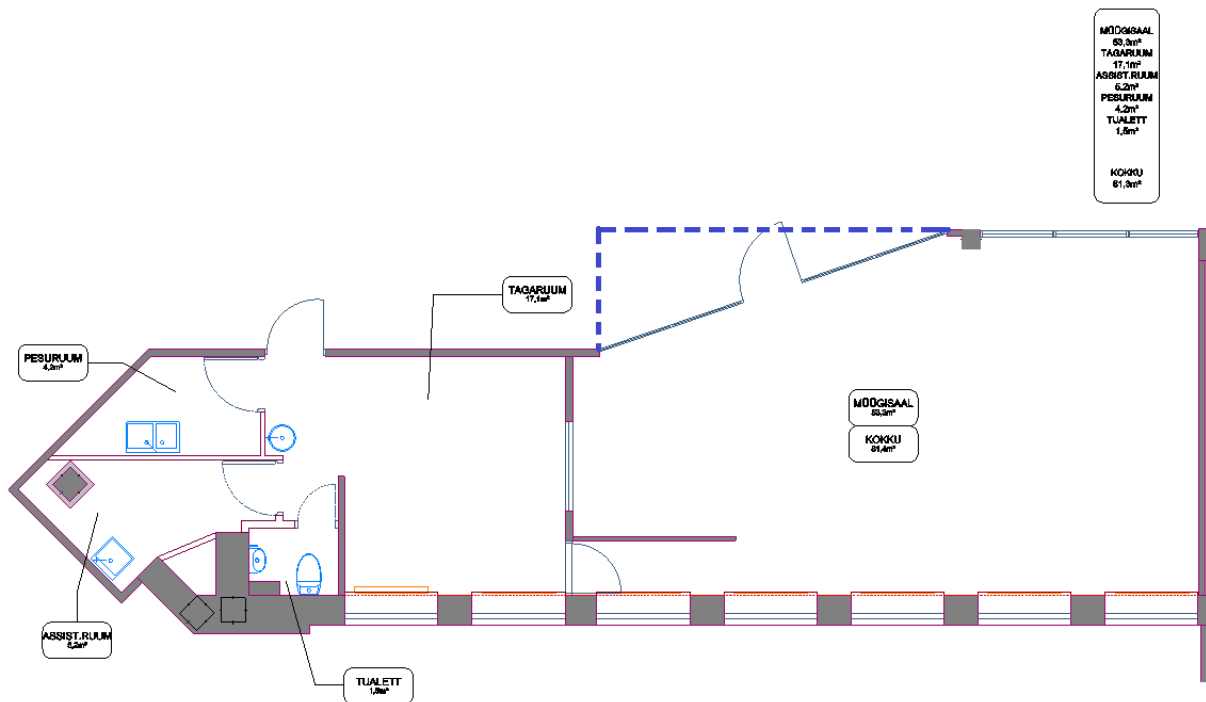 MÜÜGISAAL
53,3m²
TAGARUUM
17,1m²
ASSIST.RUUM
5,2m²
PESURUUM
4,2m²
TUALETT
1,5m²
KOKKU
81,3m²
TAGARUUM
17,1m²
PESURUUM
4,2m²
MÜÜGISAAL
53,3m²
KOKKU
81,4m²
ASSIST.RUUM
5,2m²
TUALETT
1,5m²